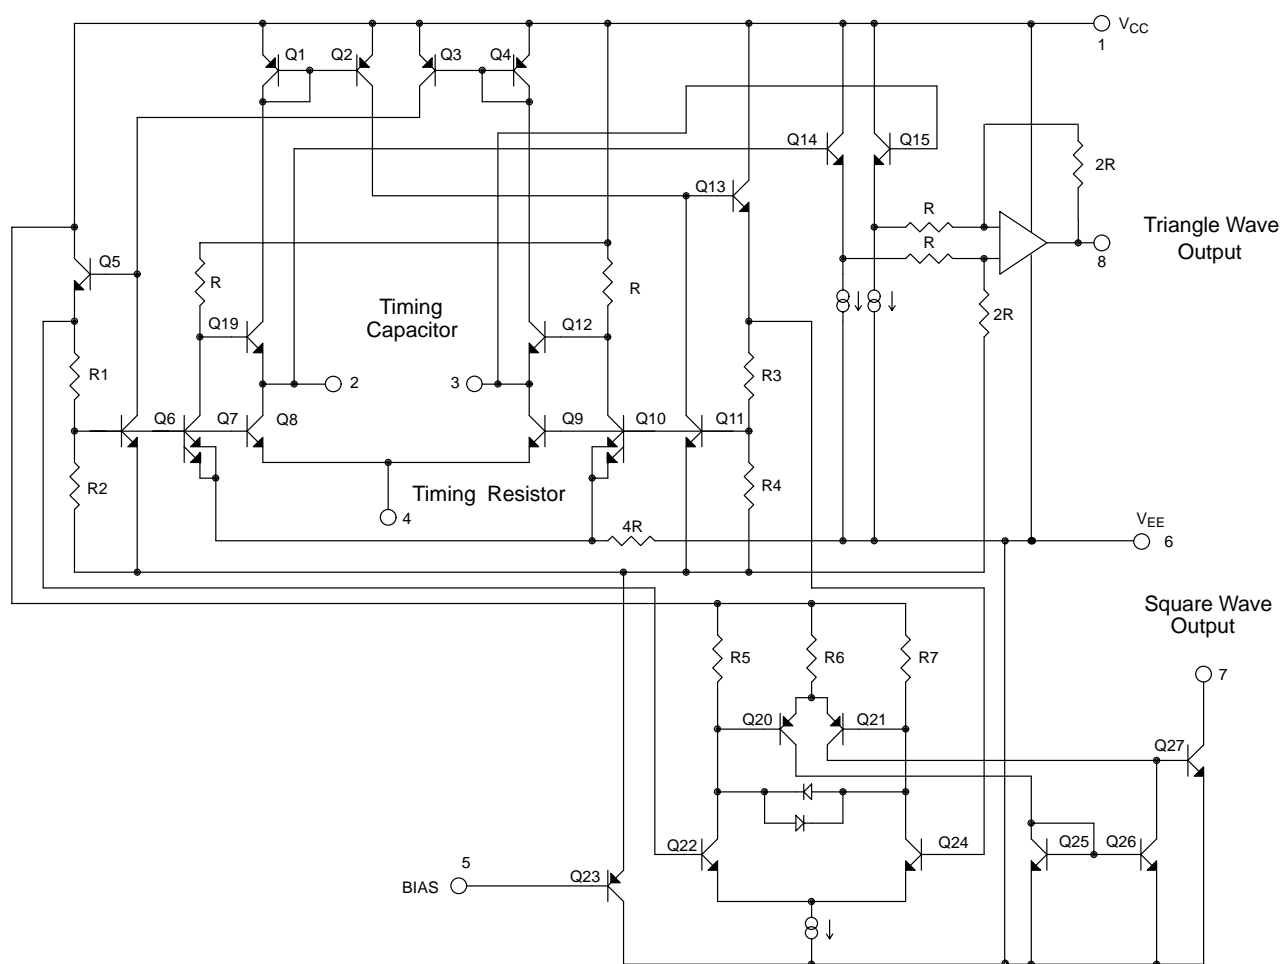 V_CC
1
Q1
Q2
Q3
Q4
Q14
Q15
2R
Q13
R
R
Triangle Wave
Output
8
Q5
R
Timing
Capacitor
R
Q19
Q12
2R
2
3
R1
R3
Q6
Q7
Q8
Q9
Q10
Q11
R2
Timing Resistor
R4
4
4R
V_EE
6
Square Wave
Output
R5
R6
R7
7
Q20
Q21
Q27
5
Q22
Q24
Q25
Q26
BIAS
Q23